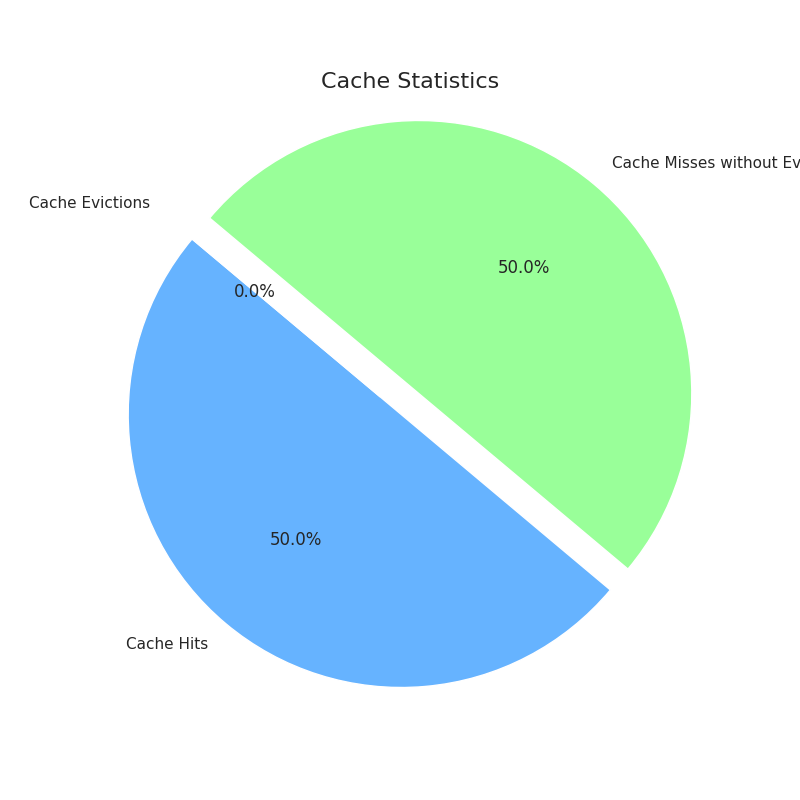 Cache Statistics
Cache Misses without Ev
Cache Evictions
50.0%
0.0%
50.0%
Cache Hits